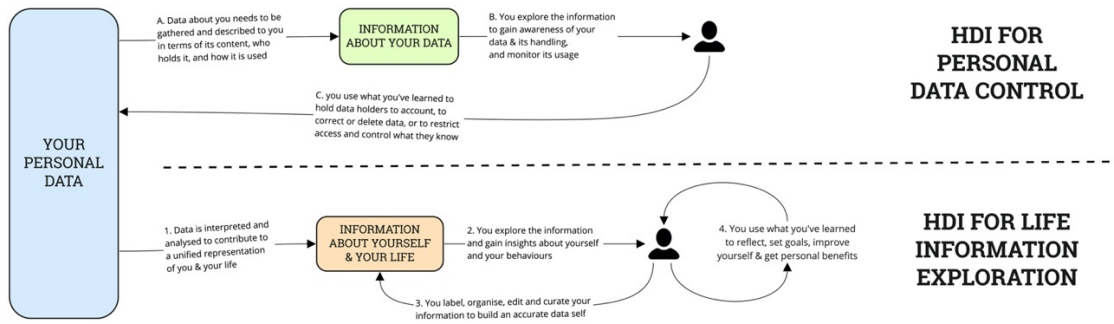 YOUR
PERSONAL
DATA
A. Data about you needs to be
gathered and described to you
in terms of its content, who
holds it, and how it is used
INFORMATION
ABOUT YOUR DATA
B. You explore the information
to gain awareness of your
data & its handling,
and monitor its usage
C. you use what you've learned to
hold data holders to account, to
correct or delete data, or to restrict
access and control what they know
HDI FOR
PERSONAL
DATA CONTROL
1. Data is interpreted and
analysed to contribute to
a unified representation
of you & your life
INFORMATION
ABOUT YOURSELF
& YOUR LIFE
2. You explore the information
and gain insights about yourself
and your behaviours
3. You label, organise, edit and curate your
information to build an accurate data self
4. You use what you've learned
to reflect, set goals, improve
yourself & get personal benefits
HDI FOR LIFE
INFORMATION
EXPLORATION